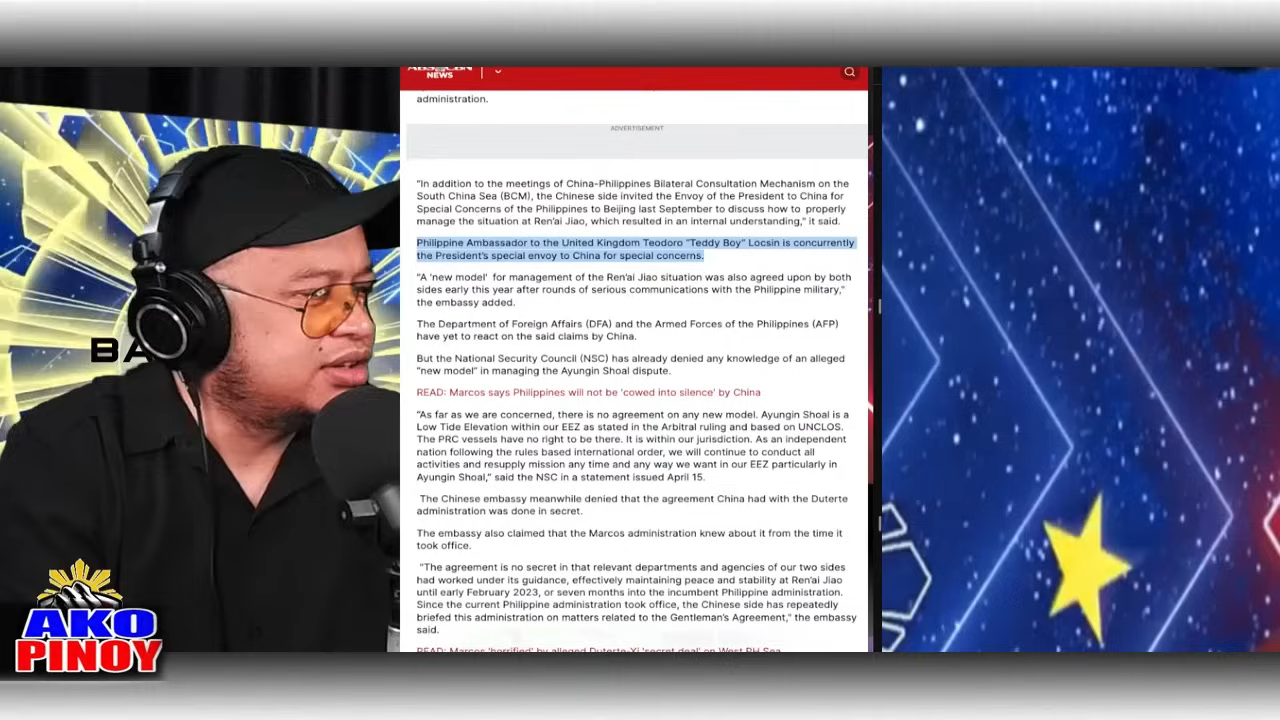 NEWS
administration.
ADVERTISEMENT
"In addition to the meetings of China-Philippines Bilateral Consultation Mechanism on the
South China Sea (BCM), the Chinese side invited the Envoy of the President to China for
Special Concerns of the Philippines to Beijing last September to discuss how to properly
manage the situation at Ren'ai Jiao, which resulted in an internal understanding," it said.
Philippine Ambassador to the United Kingdom Teodoro "Teddy Boy" Locsin is concurrently
the President's special envoy to China for special concerns.
"A 'new model' for management of the Ren'ai Jiao situation was also agreed upon by both
sides early this year after rounds of serious communications with the Philippine military,"
the embassy added.
The Department of Foreign Affairs (DFA) and the Armed Forces of the Philippines (AFP)
have yet to react on the said claims by China.
But the National Security Council (NSC) has already denied any knowledge of an alleged
"new model" in managing the Ayungin Shoal dispute.
READ: Marcos says Philippines will not be 'cowed into silence' by China
"As far as we are concerned, there is no agreement on any new model. Ayungin Shoal is a
Low Tide Elevation within our EEZ as stated in the Arbitral ruling and based on UNCLOS.
The PRC vessels have no right to be there. It is within our jurisdiction. As an independent
nation following the rules based international order, we will continue to conduct all
activities and resupply mission any time and any way we want in our EEZ particularly in
Ayungin Shoal," said the NSC in a statement issued April 15.
The Chinese embassy meanwhile denied that the agreement China had with the Duterte
administration was done in secret.
The embassy also claimed that the Marcos administration knew about it from the time it
took office.
"The agreement is no secret in that relevant departments and agencies of our two sides
had worked under its guidance, effectively maintaining peace and stability at Ren'ai Jiao
until early February 2023, or seven months into the incumbent Philippine administration.
Since the current Philippine administration took office, the Chinese side has repeatedly
briefed this administration on matters related to the Gentleman's Agreement," the embassy
said.
READ: Marcos 'horrified' by alleged Duterte-Xi 'secret deal' on West PH Sea
BA
AKO
PINOY